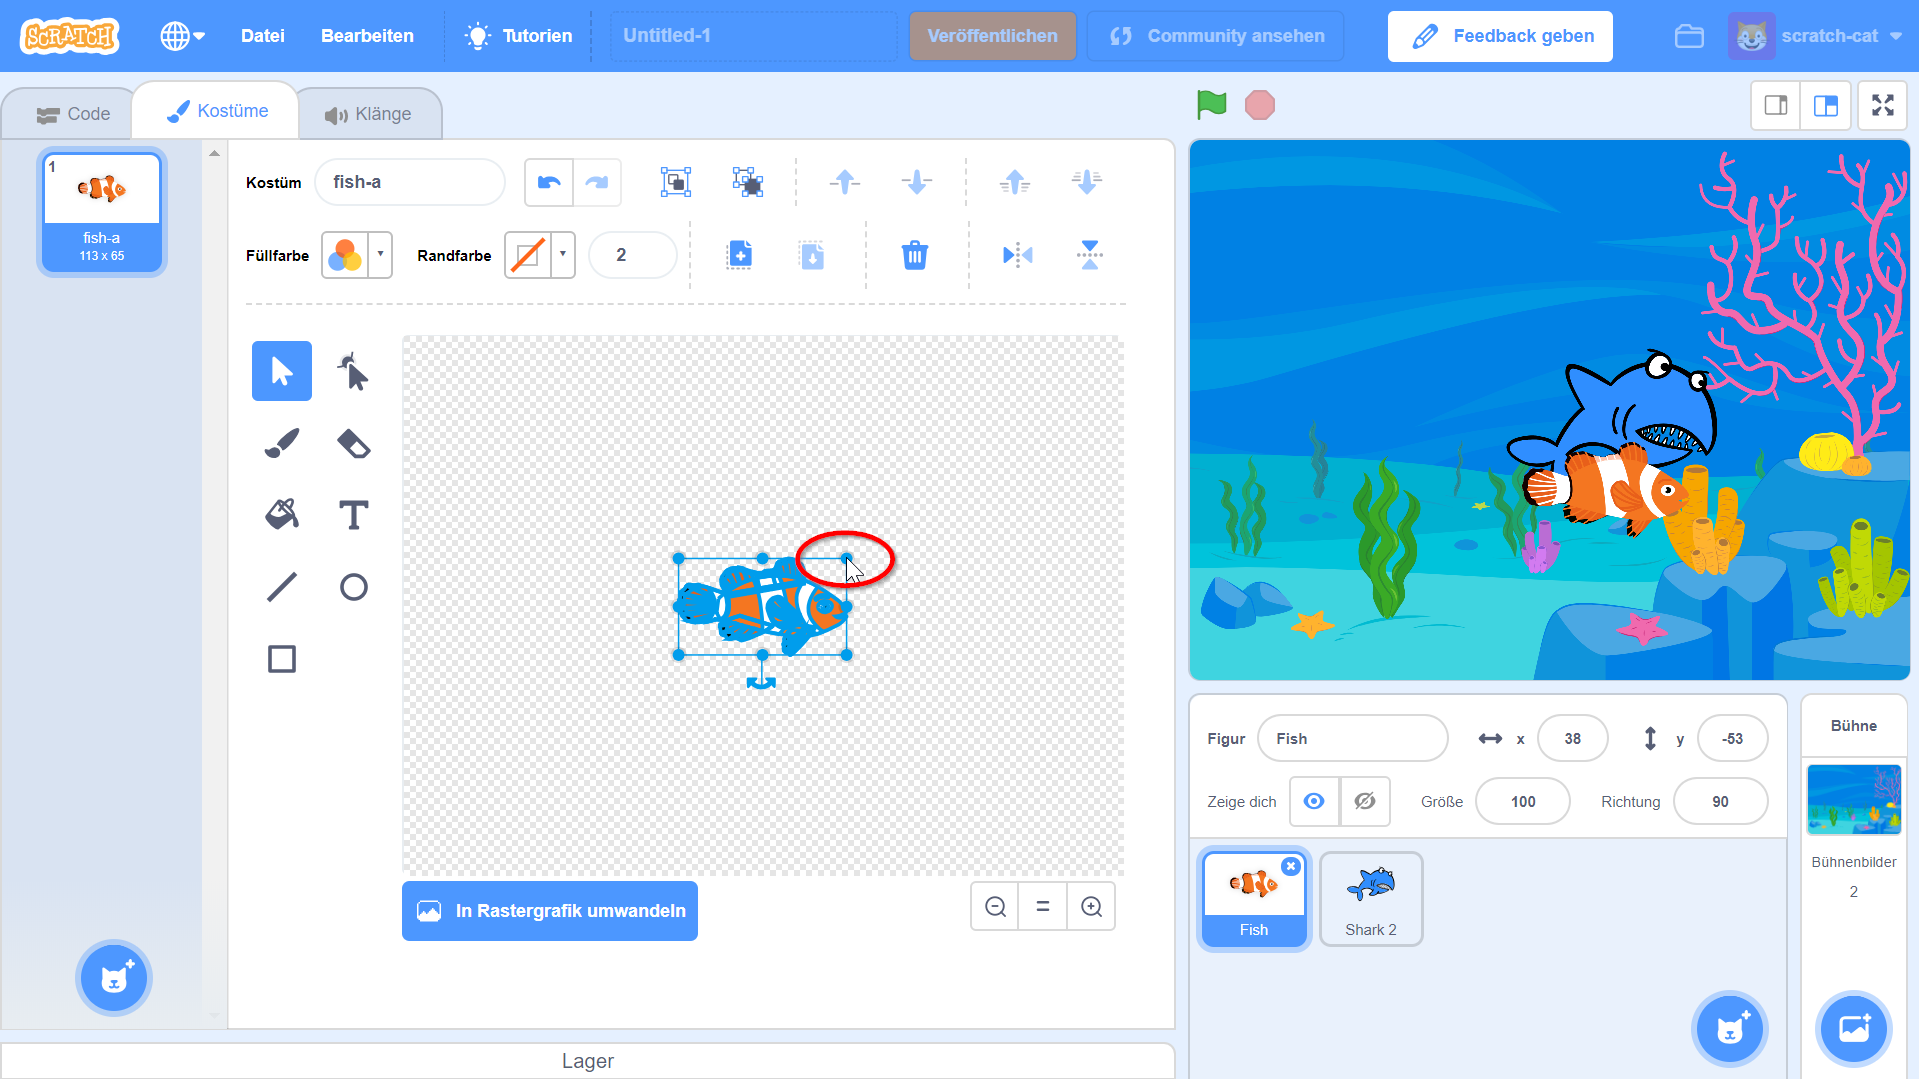 SCRATCH
Datei
Bearbeiten
Tutorien
Untitled-1
Veröffentlichen
Community ansehen
Feedback geben
scratch-cat
Code
Kostüme
Klänge
1
fish-a
113 x 65
Kostüm
fish-a
Füllfarbe
Randfarbe
2
T
In Rastergrafik umwandeln
Lager
Figur
Fish
x
38
y
-53
Zeige dich
Größe
100
Richtung
90
Fish
Shark 2
Bühne
Bühnenbilder
2